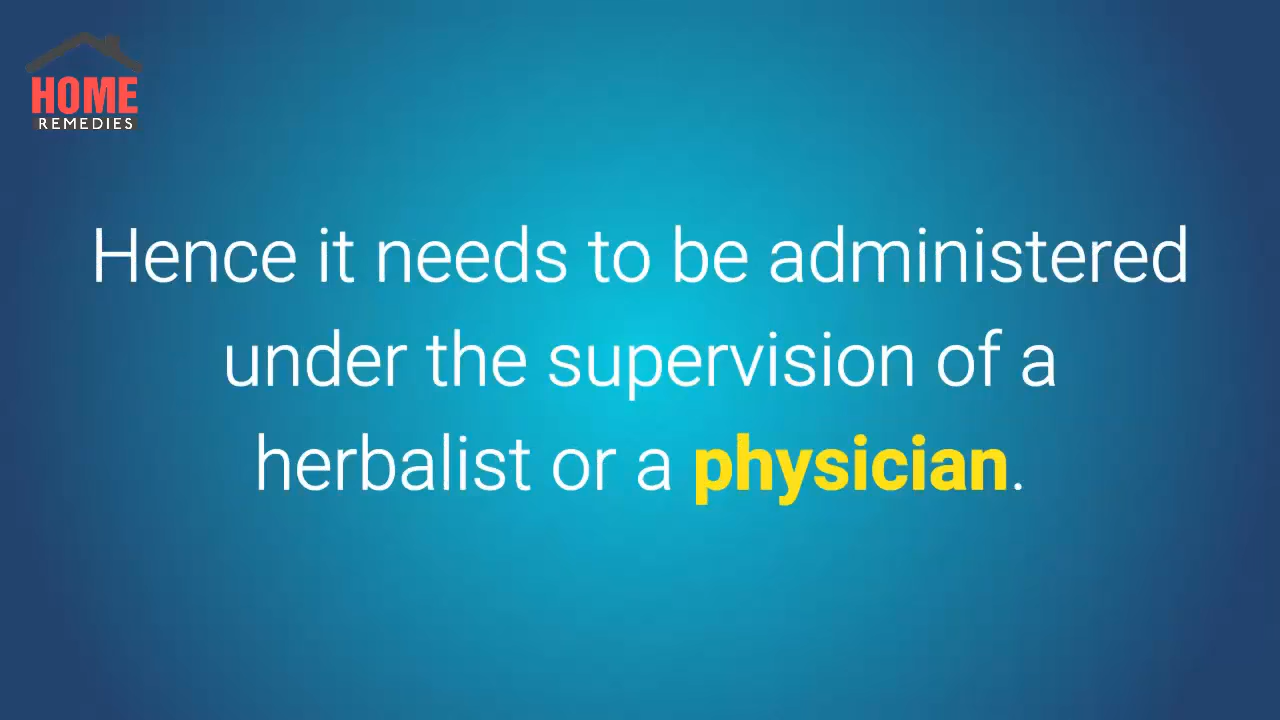 HOME
REMEDIES
Hence it needs to be administered
under the supervision of a
herbalist or a physician.